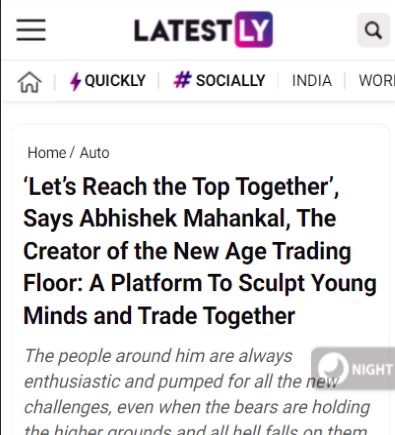 LATESTLY
QUICKLY # SOCIALLY INDIA WOR
Home / Auto
‘Let’s Reach the Top Together’,
Says Abhishek Mahankal, The
Creator of the New Age Trading
Floor: A Platform To Sculpt Young
Minds and Trade Together
The people around him are always
NIGHT
enthusiastic and pumped for all the new
challenges, even when the bears are holding
the higher grounds and all hell falls on them